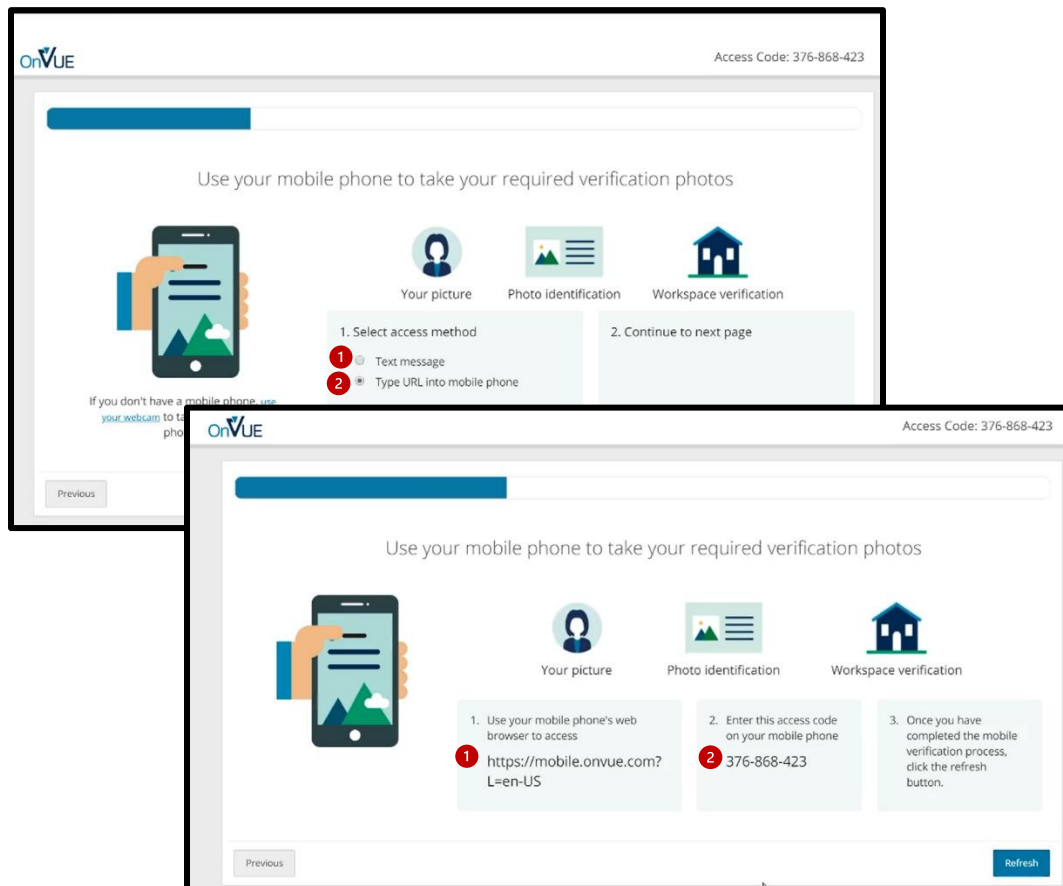 OnVUE
Access Code: 376-868-423
Use your mobile phone to take your required verification photos
Your picture
Photo identification
Workspace verification
1. Select access method
1 Text message
2 Type URL into mobile phone
2. Continue to next page
If you don't have a mobile phone, use
your webcam to ta
pho
Previous
OnVUE
Access Code: 376-868-423
Use your mobile phone to take your required verification photos
Your picture
Photo identification
Workspace verification
1. Use your mobile phone's web
browser to access
1 https://mobile.onvue.com?
L=en-US
2. Enter this access code
on your mobile phone
2 376-868-423
3. Once you have
completed the mobile
verification process,
click the refresh
button.
Previous
Refresh